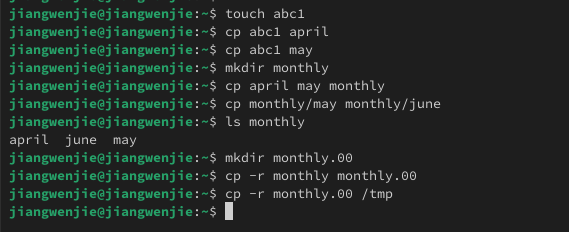 jiangwenjie@jiangwenjie:~$ touch abc1
jiangwenjie@jiangwenjie:~$ cp abc1 april
jiangwenjie@jiangwenjie:~$ cp abc1 may
jiangwenjie@jiangwenjie:~$ mkdir monthly
jiangwenjie@jiangwenjie:~$ cp april may monthly
jiangwenjie@jiangwenjie:~$ cp monthly/may monthly/june
jiangwenjie@jiangwenjie:~$ ls monthly
april  june  may
jiangwenjie@jiangwenjie:~$ mkdir monthly.00
jiangwenjie@jiangwenjie:~$ cp -r monthly monthly.00
jiangwenjie@jiangwenjie:~$ cp -r monthly.00 /tmp
jiangwenjie@jiangwenjie:~$